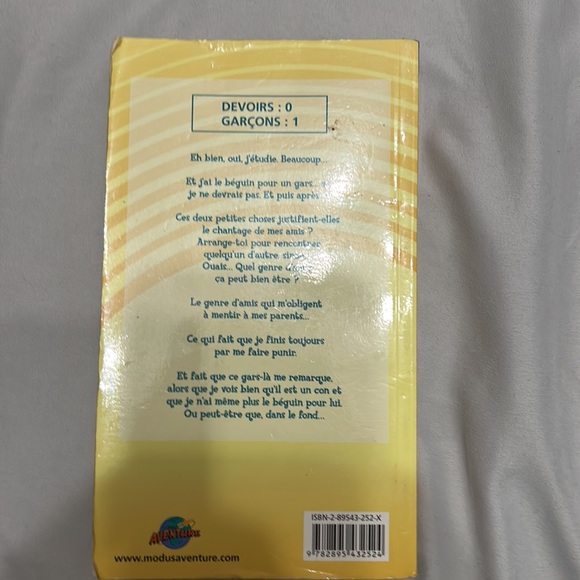 DEVOIRS : 0
GARÇONS : 1
Eh bien, oui, j'étudie. Beaucoup...
Et j'ai le béguin pour un gars...
je ne devrais pas. Et puis après
Ces deux petites choses justifient-elles
le chantage de mes amis ?
Arrange-toi pour rencontrer
quelqu'un d'autre,
Ouais... Quel genre
ça peut bien être ?
Le genre d'amis qui m'obligent
à mentir à mes parents...
Ce qui fait que je finis toujours
par me faire punir.
Et fait que ce gars-là me remarque,
alors que je vois bien qu'il est un con et
que je n'ai même plus le béguin pour lui.
Ou peut-être que, dans le fond...
AVENTURE
www.modusaventure.com
ISBN-2-89543-252-X
9 782895 432524